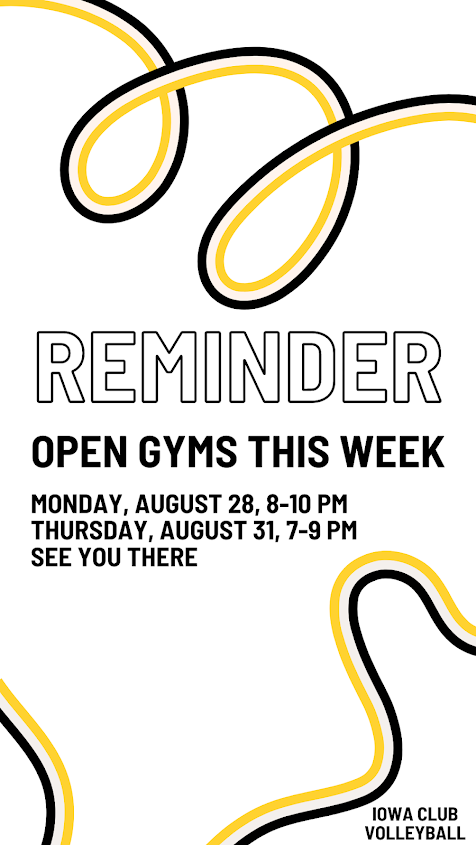 REMINDER
OPEN GYMS THIS WEEK
MONDAY, AUGUST 28, 8-10 PM
THURSDAY, AUGUST 31, 7-9 PM
SEE YOU THERE
IOWA CLUB
VOLLEYBALL